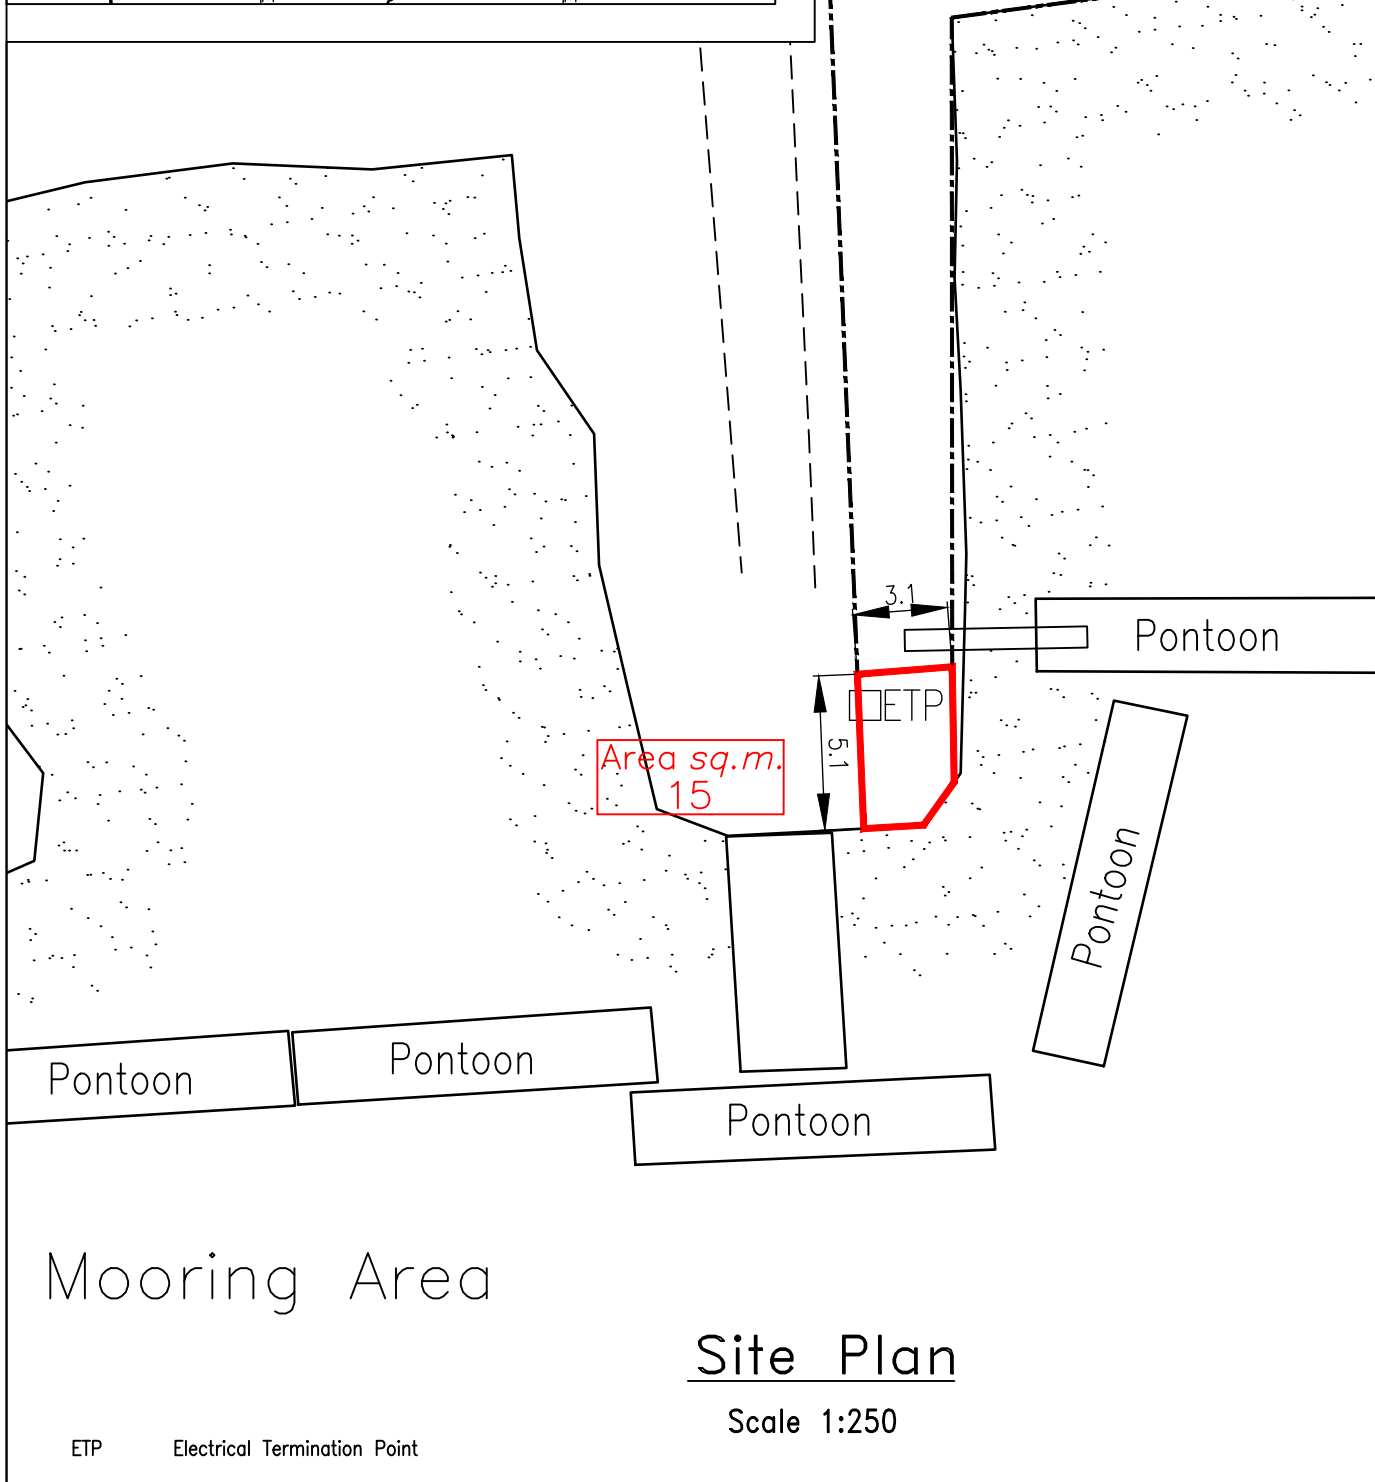 3.1
Pontoon
ETP
5.1
Area sq.m.
15
Pontoon
Pontoon
Pontoon
Pontoon
Mooring Area
Site Plan
Scale 1:250
ETP Electrical Termination Point